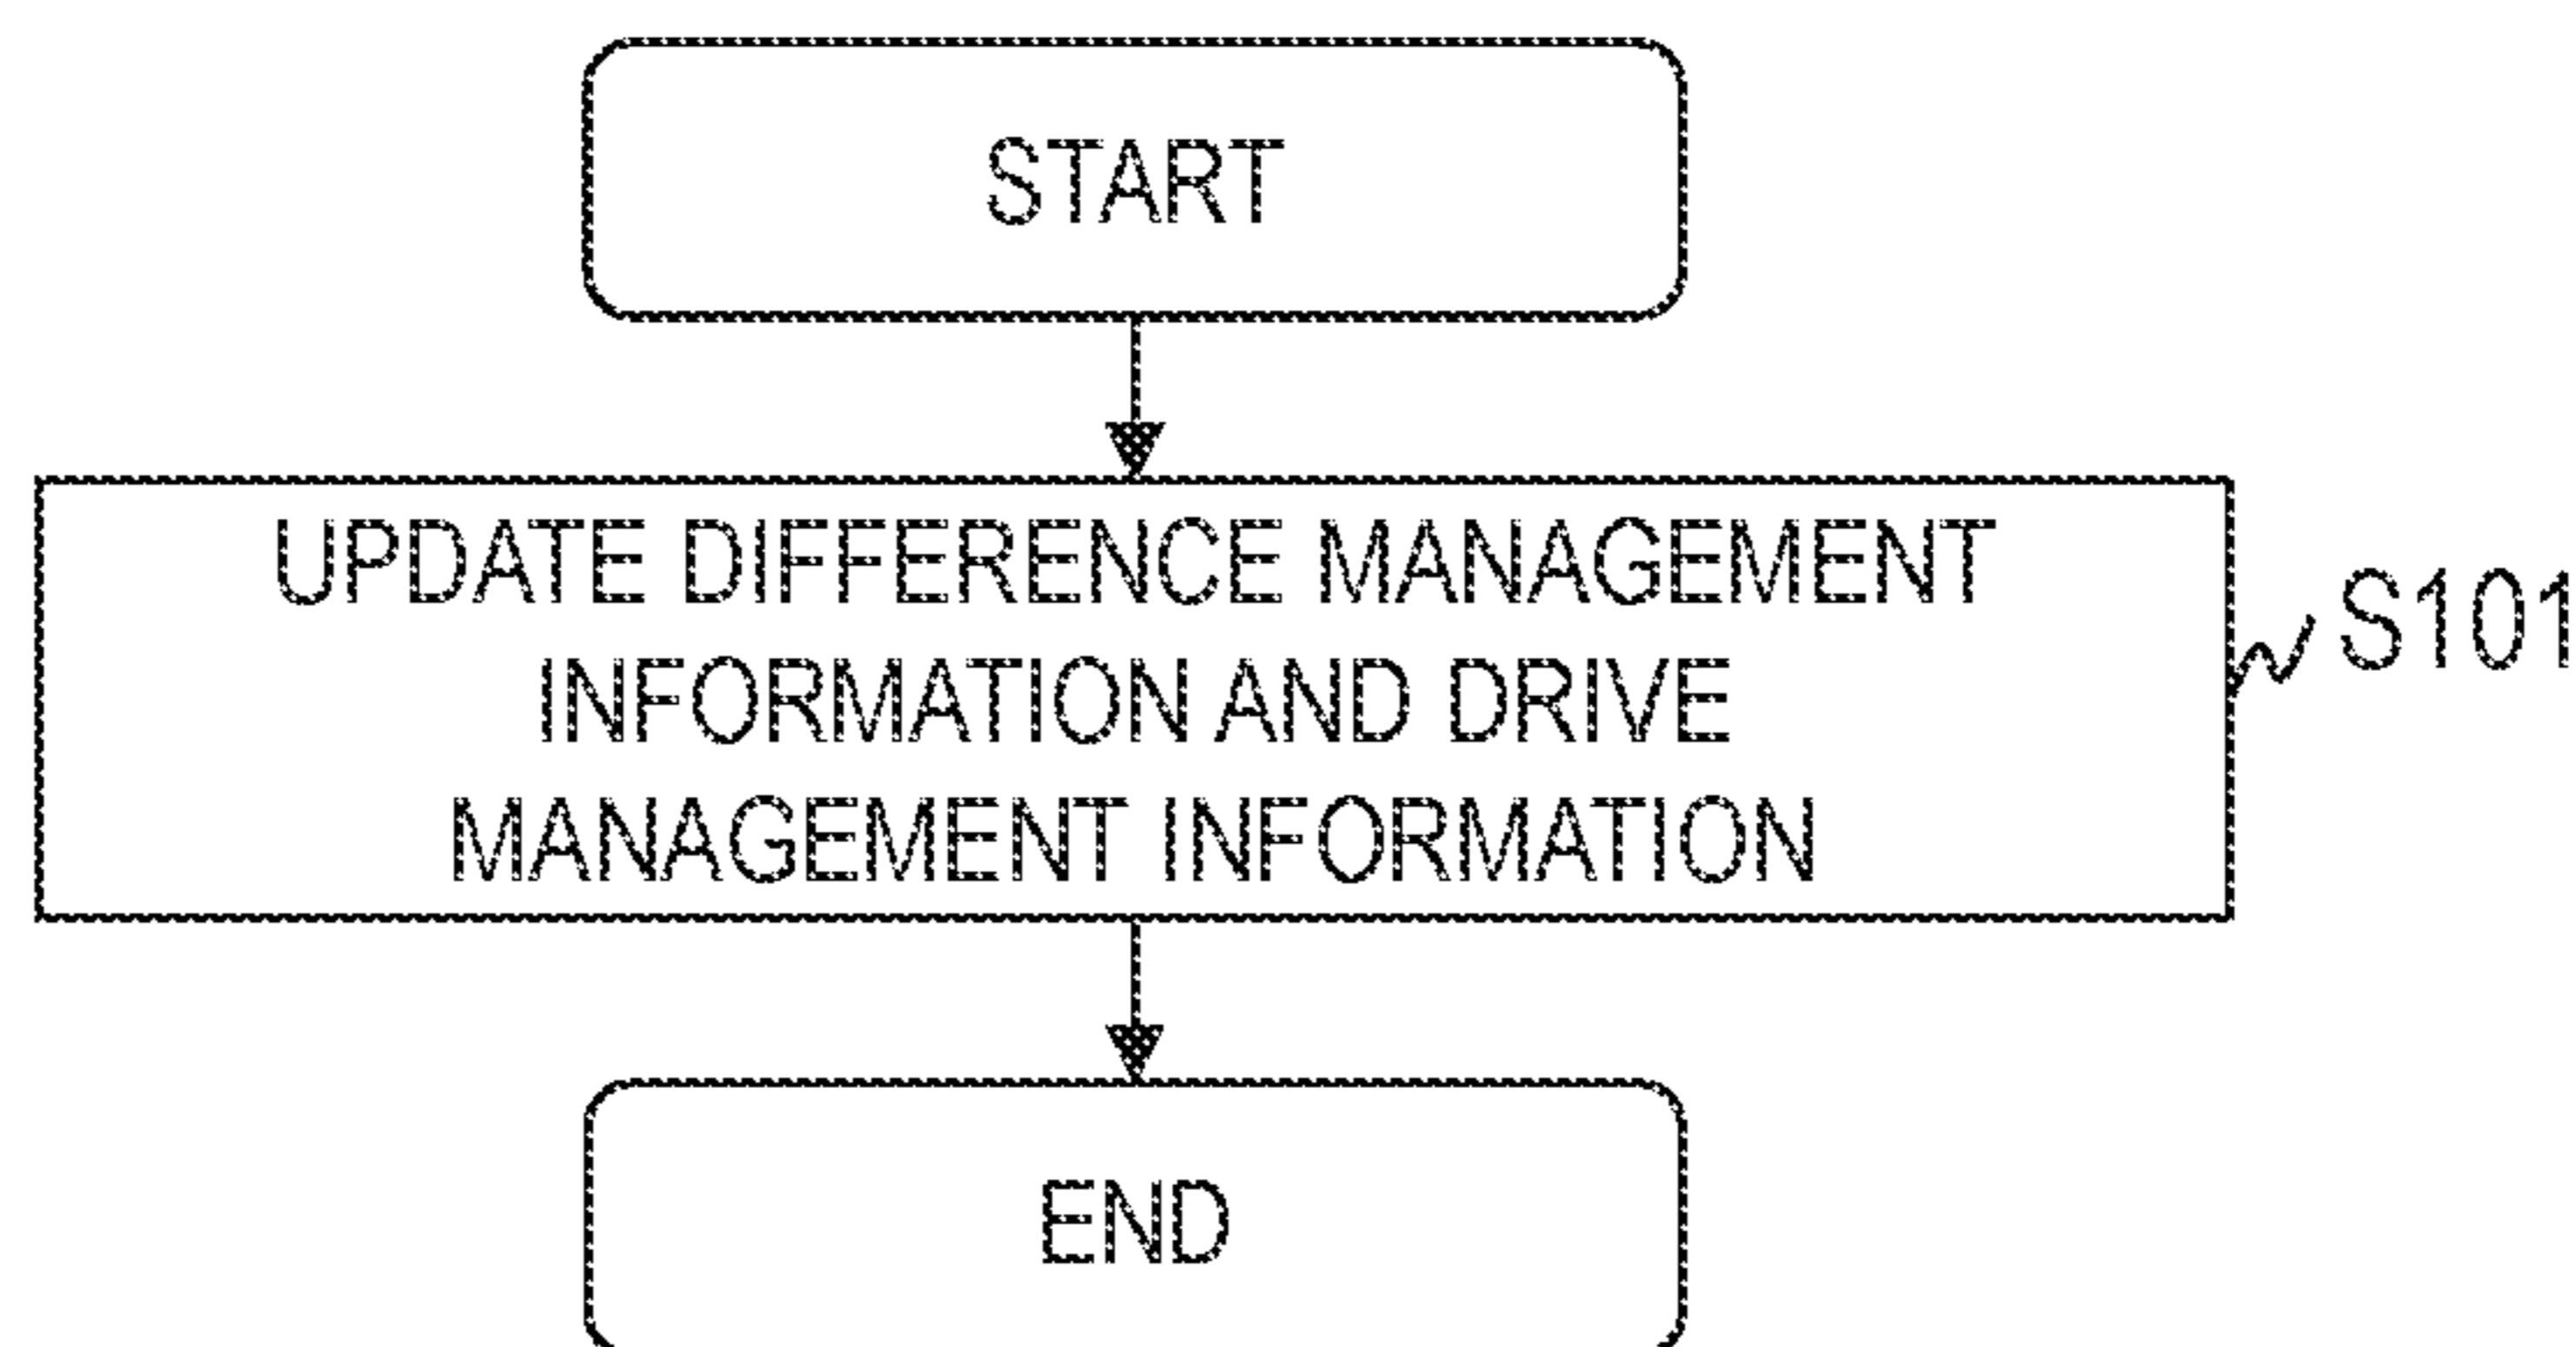 START
UPDATE DIFFERENCE MANAGEMENT
INFORMATION AND DRIVE
MANAGEMENT INFORMATION
S101
END